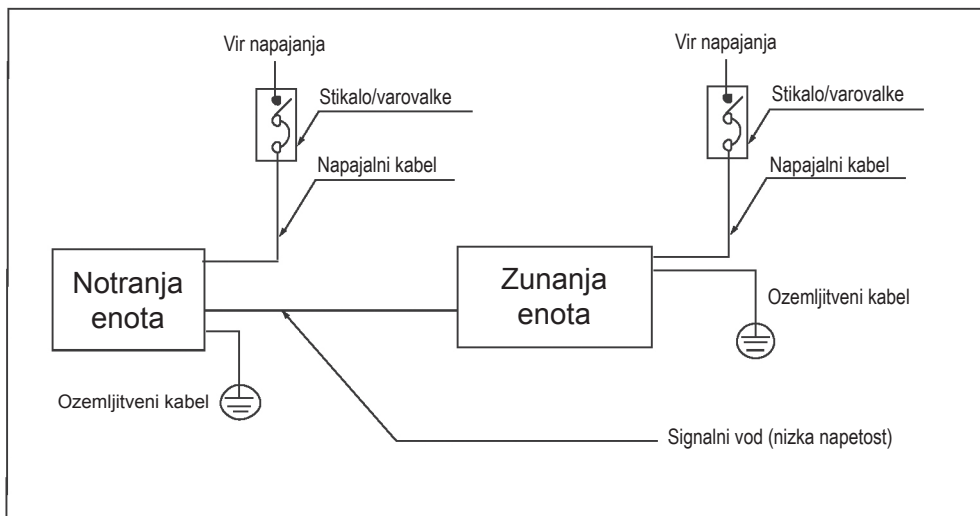 Vir napajanja
Vir napajanja
Stikalo/varovalke
Stikalo/varovalke
Napajalni kabel
Napajalni kabel
Notranja
enota
Zunanja
enota
Ozemljitveni kabel
Ozemljitveni kabel
Signalni vod (nizka napetost)